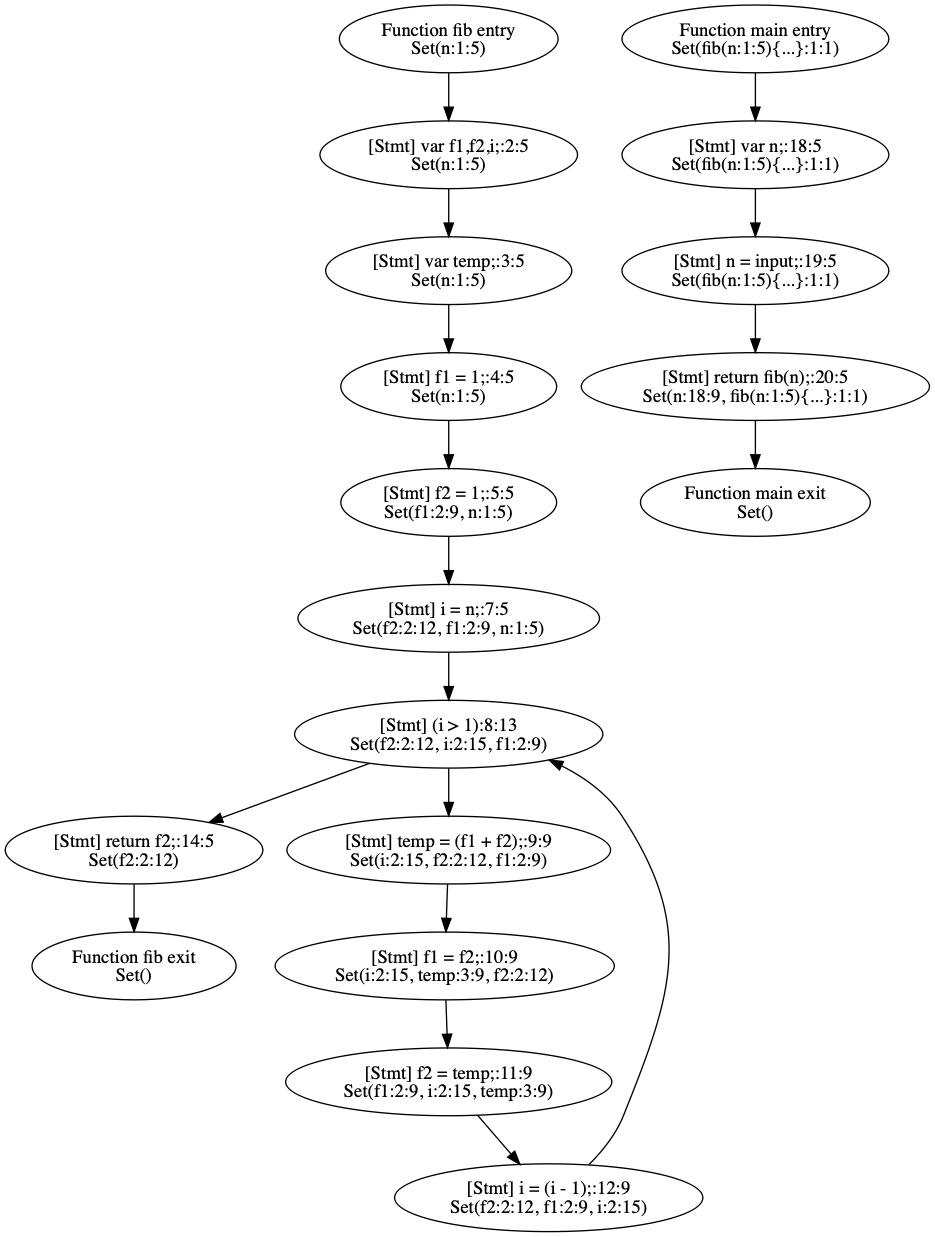 Function fib entry
Set(n:1:5)
[Stmt] var f1,f2,i;:2:5
Set(n:1:5)
[Stmt] var temp;:3:5
Set(n:1:5)
[Stmt] f1 = 1;:4:5
Set(n:1:5)
[Stmt] f2 = 1;:5:5
Set(f1:2:9, n:1:5)
[Stmt] i = n;:7:5
Set(f2:2:12, f1:2:9, n:1:5)
[Stmt] (i > 1):8:13
Set(f2:2:12, i:2:15, f1:2:9)
[Stmt] return f2;:14:5
Set(f2:2:12)
Function fib exit
Set()
[Stmt] temp = (f1 + f2);:9:9
Set(i:2:15, f2:2:12, f1:2:9)
[Stmt] f1 = f2;:10:9
Set(i:2:15, temp:3:9, f2:2:12)
[Stmt] f2 = temp;:11:9
Set(f1:2:9, i:2:15, temp:3:9)
[Stmt] i = (i - 1);:12:9
Set(f2:2:12, f1:2:9, i:2:15)
Function main entry
Set(fib(n:1:5){...}:1:1)
[Stmt] var n;:18:5
Set(fib(n:1:5){...}:1:1)
[Stmt] n = input;:19:5
Set(fib(n:1:5){...}:1:1)
[Stmt] return fib(n);:20:5
Set(n:18:9, fib(n:1:5){...}:1:1)
Function main exit
Set()